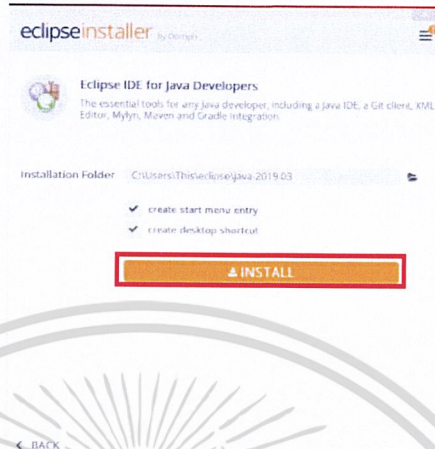 eclipseinstaller by Oomph
Eclipse IDE for Java Developers
The essential tools for any Java developer, including a Java IDE, a Git client, XML
Editor, Mylyn, Maven and Gradle integration.
Installation Folder C:\Users\This\eclipse\java-2019-03
create start menu entry
create desktop shortcut
INSTALL
BACK